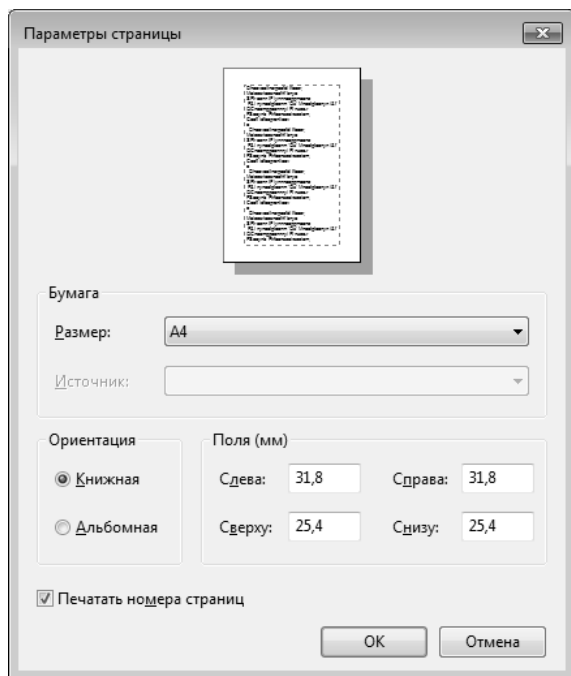 Параметры страницы
Бумага
Размер: A4
Источник:
Ориентация
Книжная
Альбомная
Поля (мм)
Слева: 31,8 Справа: 31,8
Сверху: 25,4 Снизу: 25,4
Печатать номера страниц
ОК Отмена